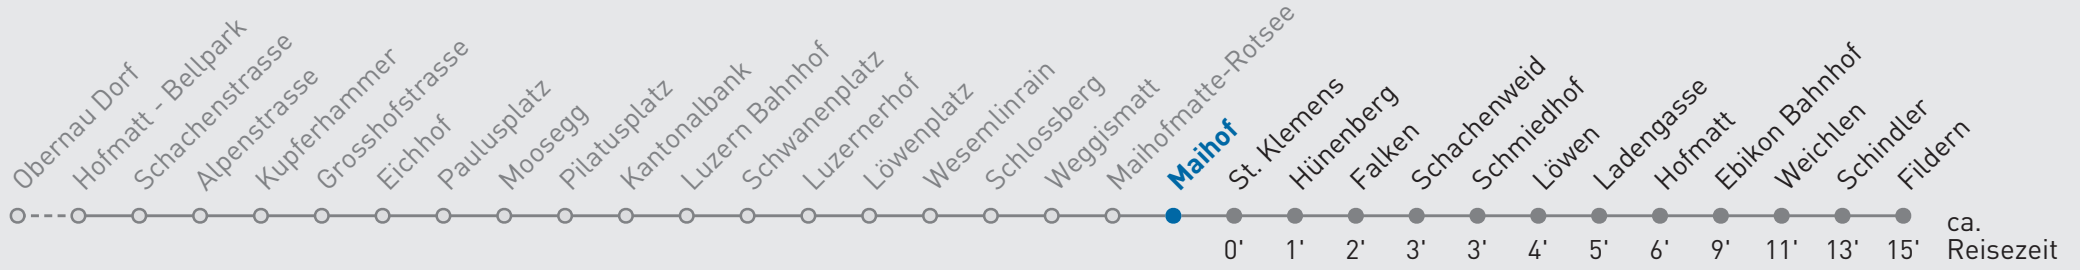 Obernau Dorf
Hofmatt - Bellpark
Schachenstrasse
Alpenstrasse
Kupferhammer
Grosshofstrasse
Eichhof
Paulusplatz
Moosegg
Pilatusplatz
Kantonalbank
Luzern Bahnhof
Schwanenplatz
Luzernerhof
Löwenplatz
Wesemlinrain
Schlossberg
Weggismatt
Maihofmatte-Rotsee
Maihof
St. Klemens
Hünenberg
Falken
Schachenweid
Schmiedhof
Löwen
Ladengasse
Hofmatt
Ebikon Bahnhof
Weichlen
Schindler
Fildern
0' 1' 2' 3' 3' 4' 5' 6' 9' 11' 13' 15'
ca.
Reisezeit